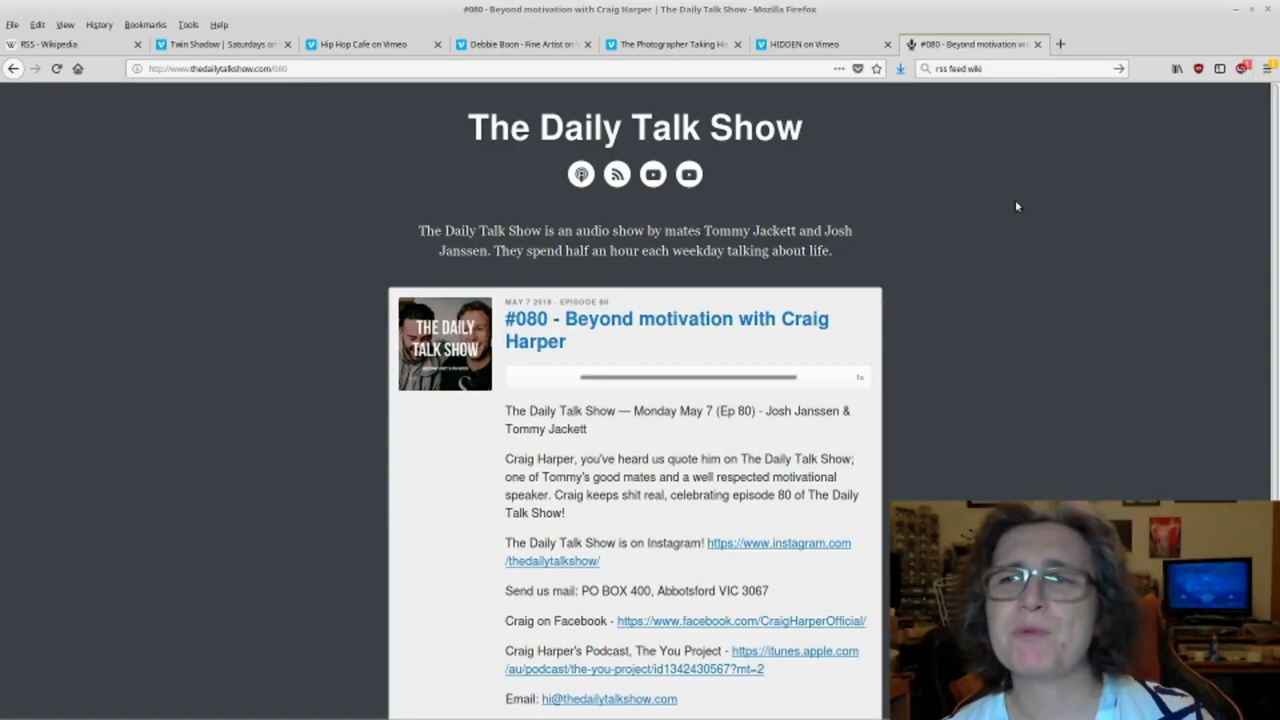 #080 - Beyond motivation with Craig Harper | The Daily Talk Show - Mozilla Firefox
File Edit View History Bookmarks Tools Help
RSS - Wikipedia
Twin Shadow | Saturdays on
Hip Hop Cafe on Vimeo
Debbie Boon - Fine Artist on
The Photographer Taking Hi
HIDDEN on Vimeo
#080 - Beyond motivation wi
http://www.thedailytalkshow.com/080
rss feed wiki
The Daily Talk Show
The Daily Talk Show is an audio show by mates Tommy Jackett and Josh
Janssen. They spend half an hour each weekday talking about life.
THE DAILY
TALK SHOW
MAY 7 2018 · EPISODE 80
#080 - Beyond motivation with Craig
Harper
1x
The Daily Talk Show — Monday May 7 (Ep 80) - Josh Janssen &
Tommy Jackett
Craig Harper, you've heard us quote him on The Daily Talk Show;
one of Tommy's good mates and a well respected motivational
speaker. Craig keeps shit real, celebrating episode 80 of The Daily
Talk Show!
The Daily Talk Show is on Instagram! https://www.instagram.com
/thedailytalkshow/
Send us mail: PO BOX 400, Abbotsford VIC 3067
Craig on Facebook - https://www.facebook.com/CraigHarperOfficial/
Craig Harper's Podcast, The You Project - https://itunes.apple.com
/au/podcast/the-you-project/id1342430567?mt=2
Email: hi@thedailytalkshow.com